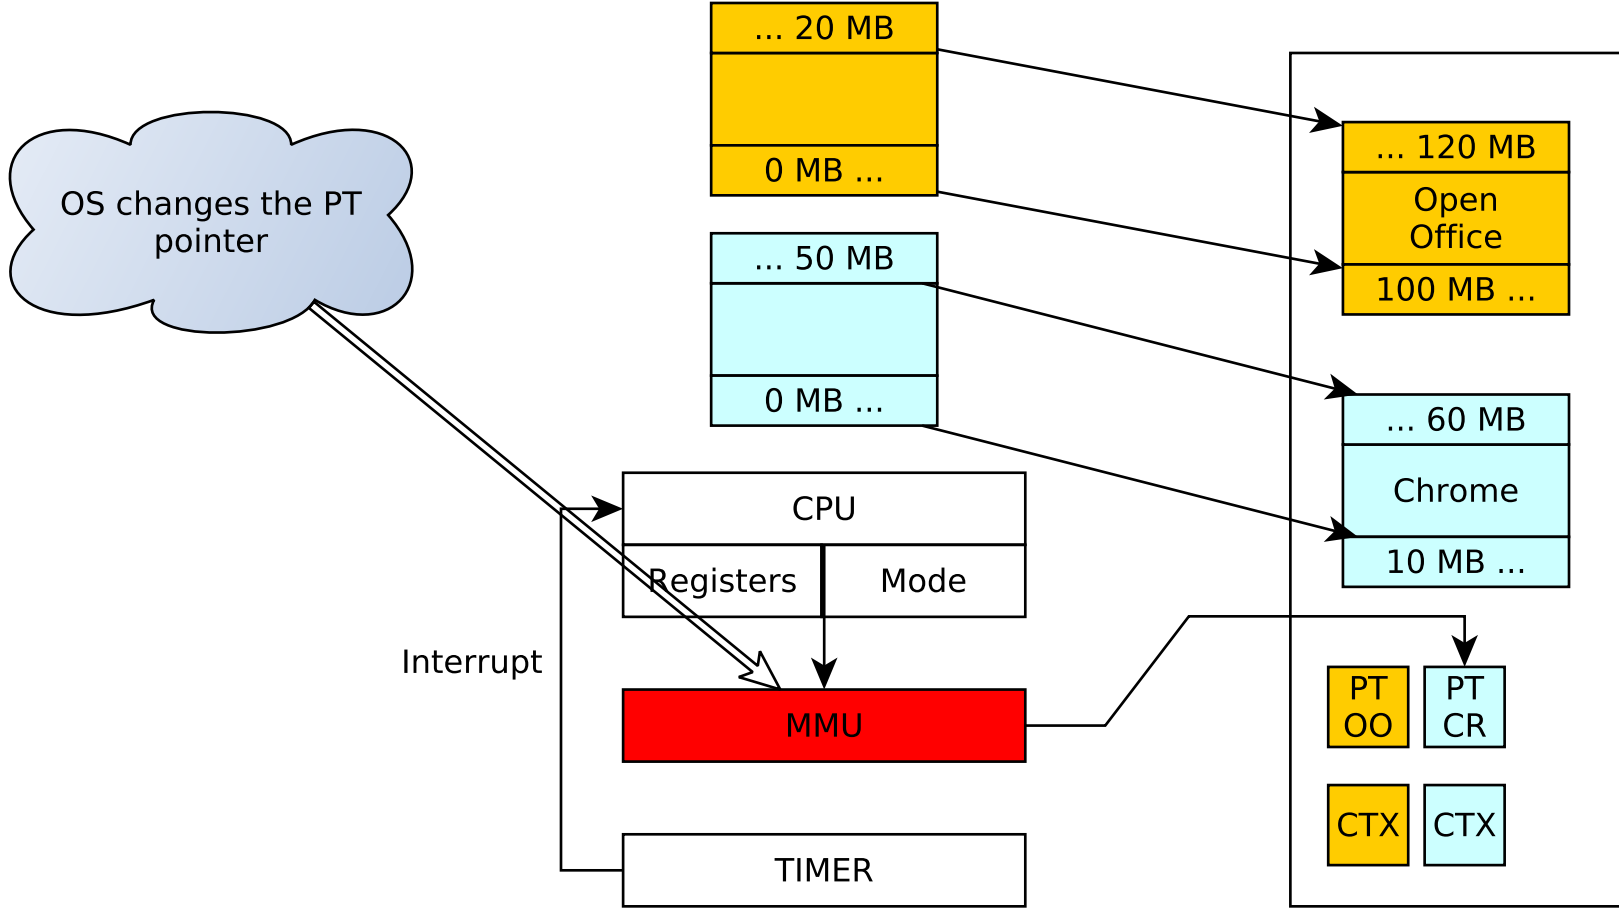 ... 20 MB
0 MB ...
... 120 MB
Open
Office
100 MB ...
OS changes the PT
pointer
... 50 MB
0 MB ...
... 60 MB
Chrome
10 MB ...
CPU
Registers
Mode
Interrupt
MMU
PT
OO
PT
CR
CTX
CTX
TIMER